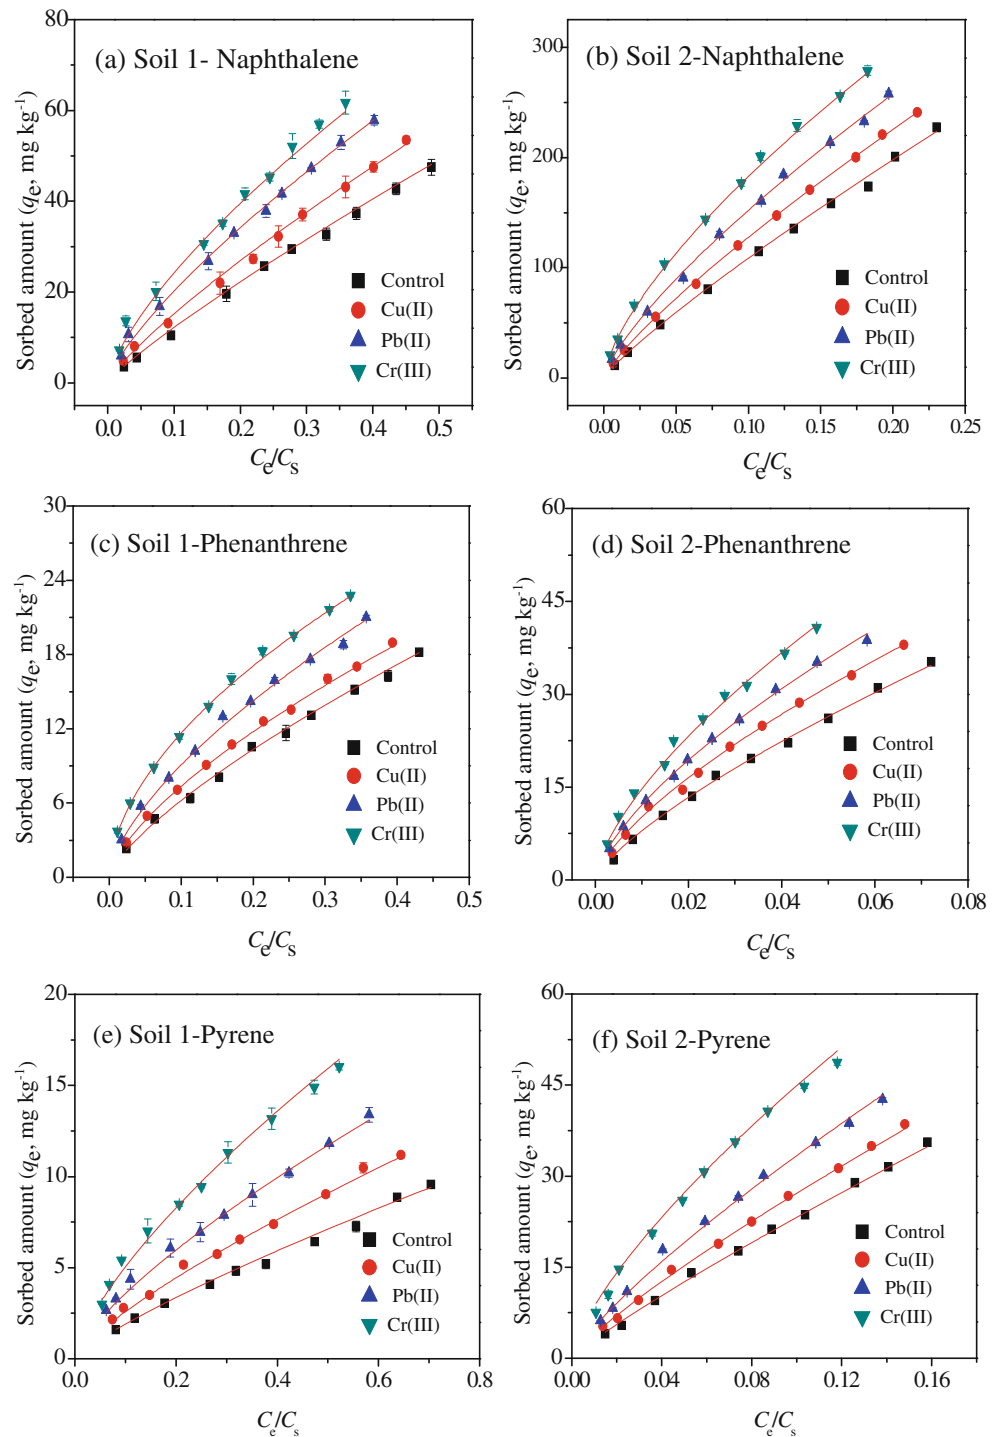 (a) Soil 1- Naphthalene
Sorbed amount (qe, mg kg-1)
80
60
40
20
0
Control
Cu(II)
Pb(II)
Cr(III)
0.0 0.1 0.2 0.3 0.4 0.5
Ce/Cs
(b) Soil 2-Naphthalene
Sorbed amount (qe, mg kg-1)
300
200
100
0
Control
Cu(II)
Pb(II)
Cr(III)
0.00 0.05 0.10 0.15 0.20 0.25
Ce/Cs
(c) Soil 1-Phenanthrene
Sorbed amount (qe, mg kg-1)
30
24
18
12
6
0
Control
Cu(II)
Pb(II)
Cr(III)
0.0 0.1 0.2 0.3 0.4 0.5
Ce/Cs
(d) Soil 2-Phenanthrene
Sorbed amount (qe, mg kg-1)
60
45
30
15
0
Control
Cu(II)
Pb(II)
Cr(III)
0.00 0.02 0.04 0.06 0.08
Ce/Cs
(e) Soil 1-Pyrene
Sorbed amount (qe, mg kg-1)
20
15
10
5
0
Control
Cu(II)
Pb(II)
Cr(III)
0.0 0.2 0.4 0.6 0.8
Ce/Cs
(f) Soil 2-Pyrene
Sorbed amount (qe, mg kg-1)
60
45
30
15
0
Control
Cu(II)
Pb(II)
Cr(III)
0.00 0.04 0.08 0.12 0.16
Ce/Cs